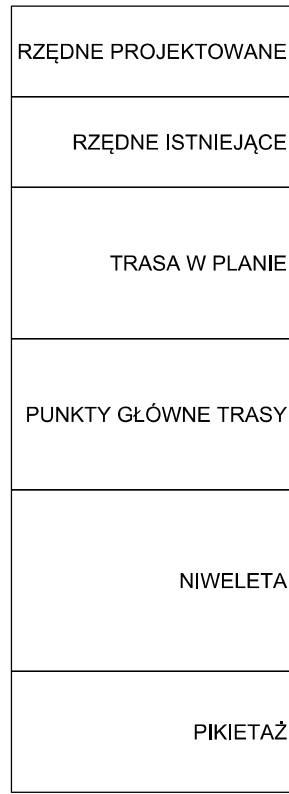 RZĘDNE PROJEKTOWANE
RZĘDNE ISTNIEJĄCE
TRASA W PLANIE
PUNKTY GŁÓWNE TRASY
NIWELETA
PIKIETAŻ